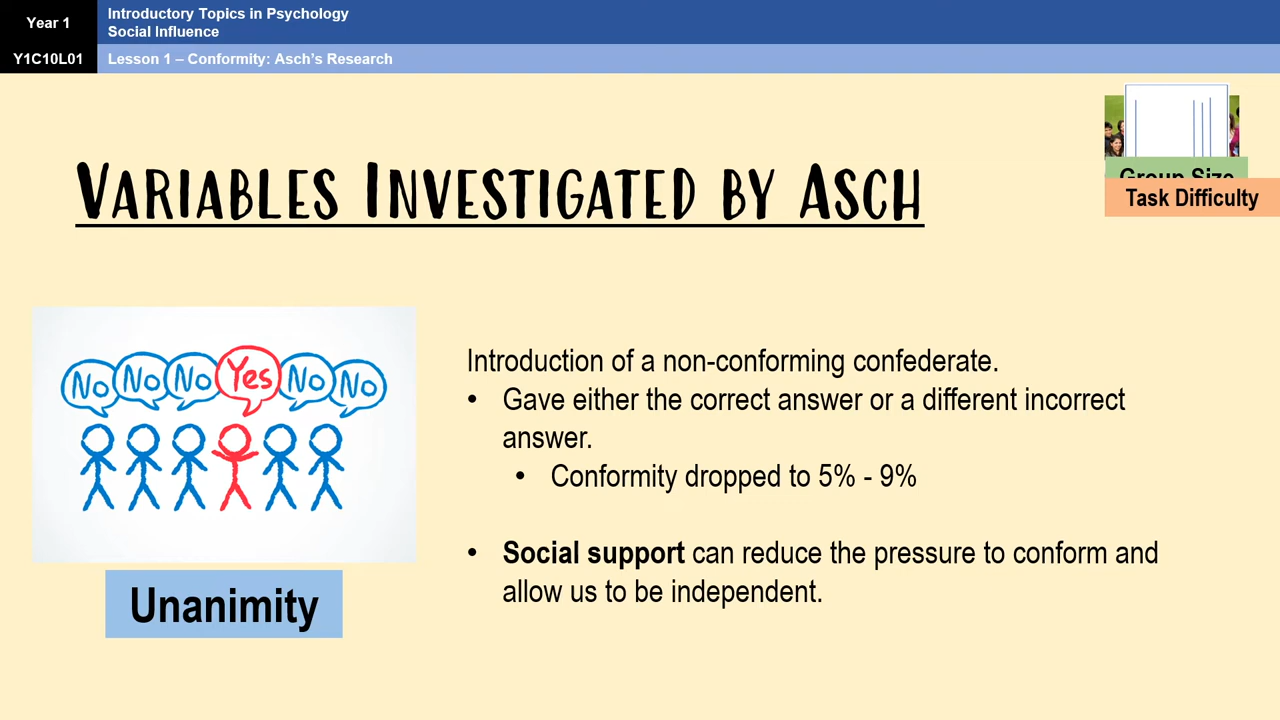 Year 1
Introductory Topics in Psychology
Social Influence
Y1C10L01
Lesson 1 – Conformity: Asch's Research
Group Size
Task Difficulty
VARIABLES INVESTIGATED BY ASCH
No No No Yes No No
Introduction of a non-conforming confederate.
• Gave either the correct answer or a different incorrect
answer.
• Conformity dropped to 5% - 9%
• Social support can reduce the pressure to conform and
allow us to be independent.
Unanimity